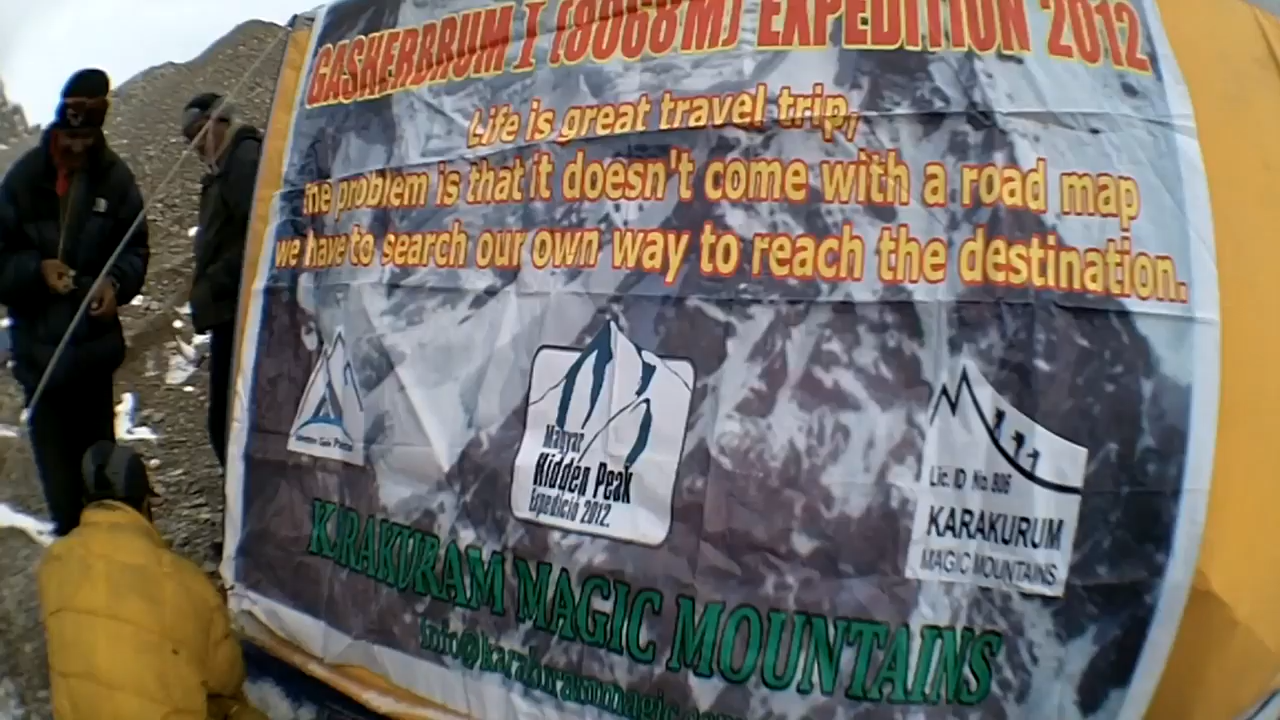 GASHERBRUM I (8068M) EXPEDITION 2012
Life is great travel trip,
the problem is that it doesn't come with a road map
we have to search our own way to reach the destination.
Magyar
Hidden Peak
Expedíció 2012.
Lic. ID No. 806
KARAKURUM
MAGIC MOUNTAINS
KARAKURAM MAGIC MOUNTAINS